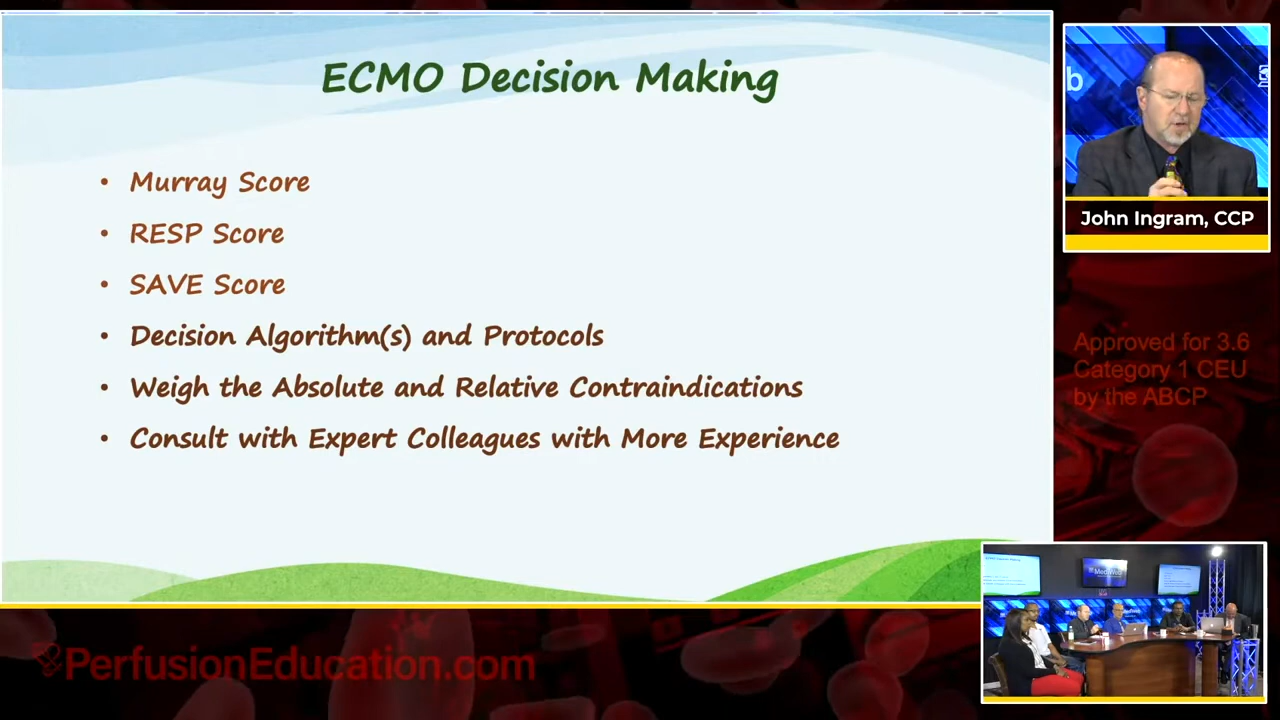 ECMO Decision Making
• Murray Score
• RESP Score
• SAVE Score
• Decision Algorithm(s) and Protocols
• Weigh the Absolute and Relative Contraindications
• Consult with Expert Colleagues with More Experience
b
John Ingram, CCP
Approved for 3.6
Category 1 CEU
by the ABCP
PerfusionEducation.com